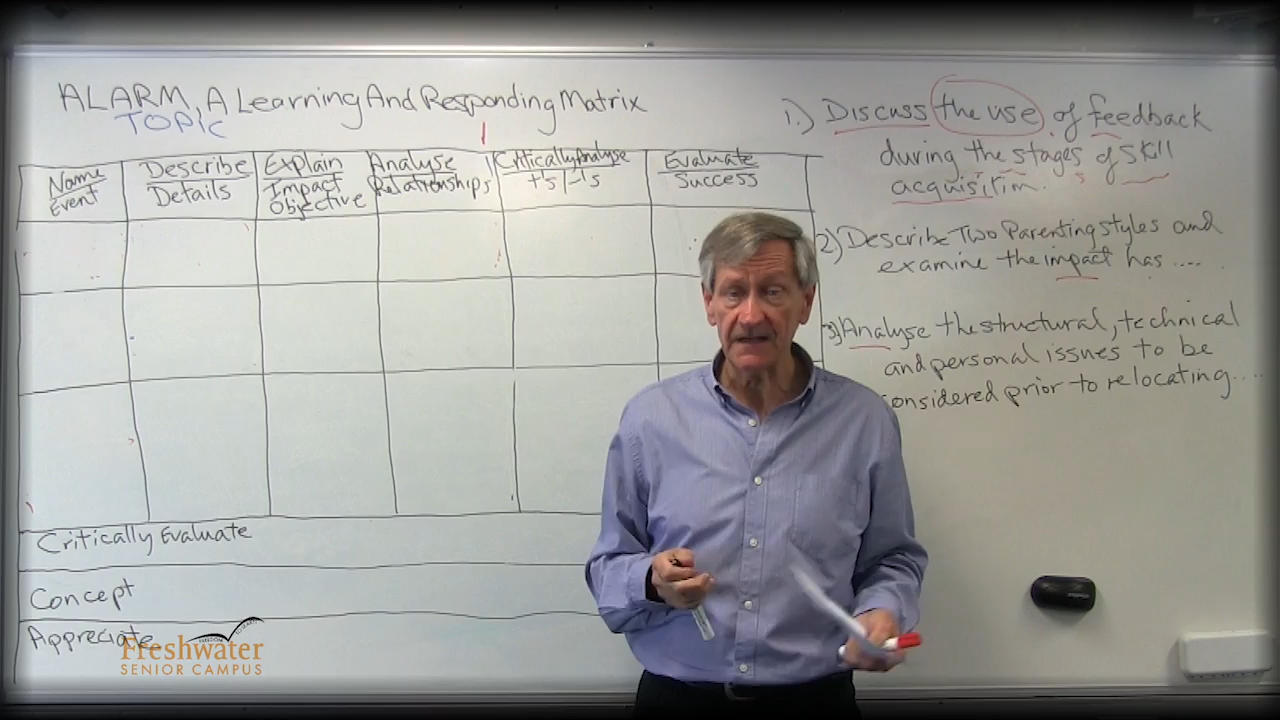 ALARM, A Learning And Responding Matrix
TOPIC
Name
Event
Describe
Details
Explain
Impact
Objective
Analyse
Relationships
Critically Analyse
+'s | -'s
Evaluate
Success
Critically Evaluate
Concept
Appreciate
Freshwater
SENIOR CAMPUS
1.) Discuss the use of feedback
during the stages of skill
acquisition.
2) Describe Two Parenting styles and
examine the impact has ....
3) Analyse the structural, technical
and personal issues to be
considered prior to relocating....